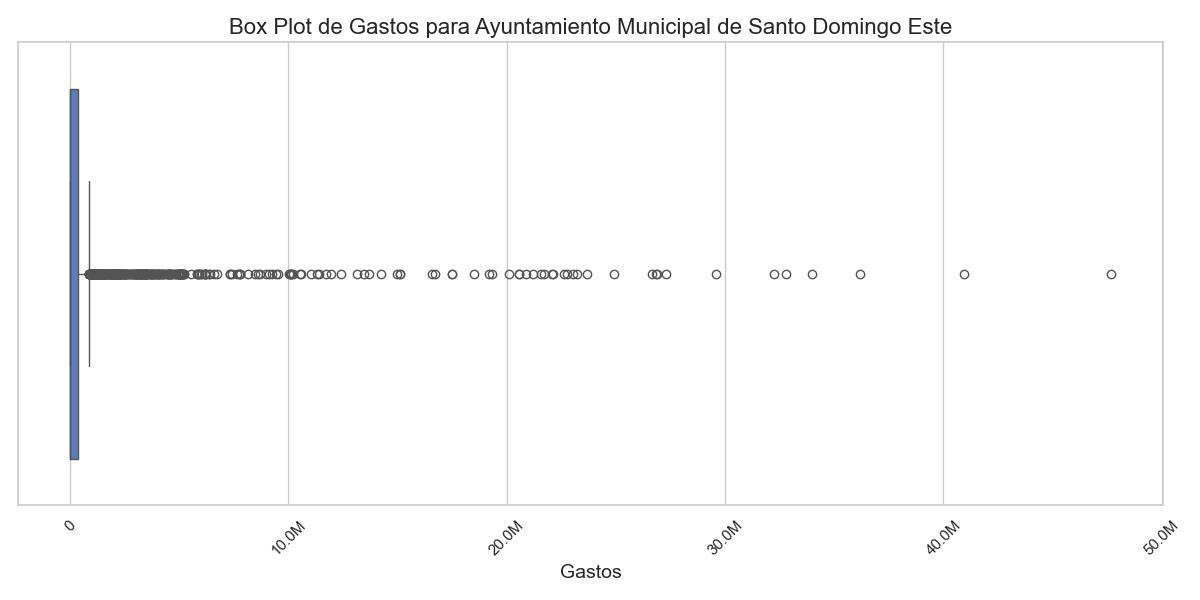 Box Plot de Gastos para Ayuntamiento Municipal de Santo Domingo Este
0
10.0M
20.0M
30.0M
40.0M
50.0M
Gastos